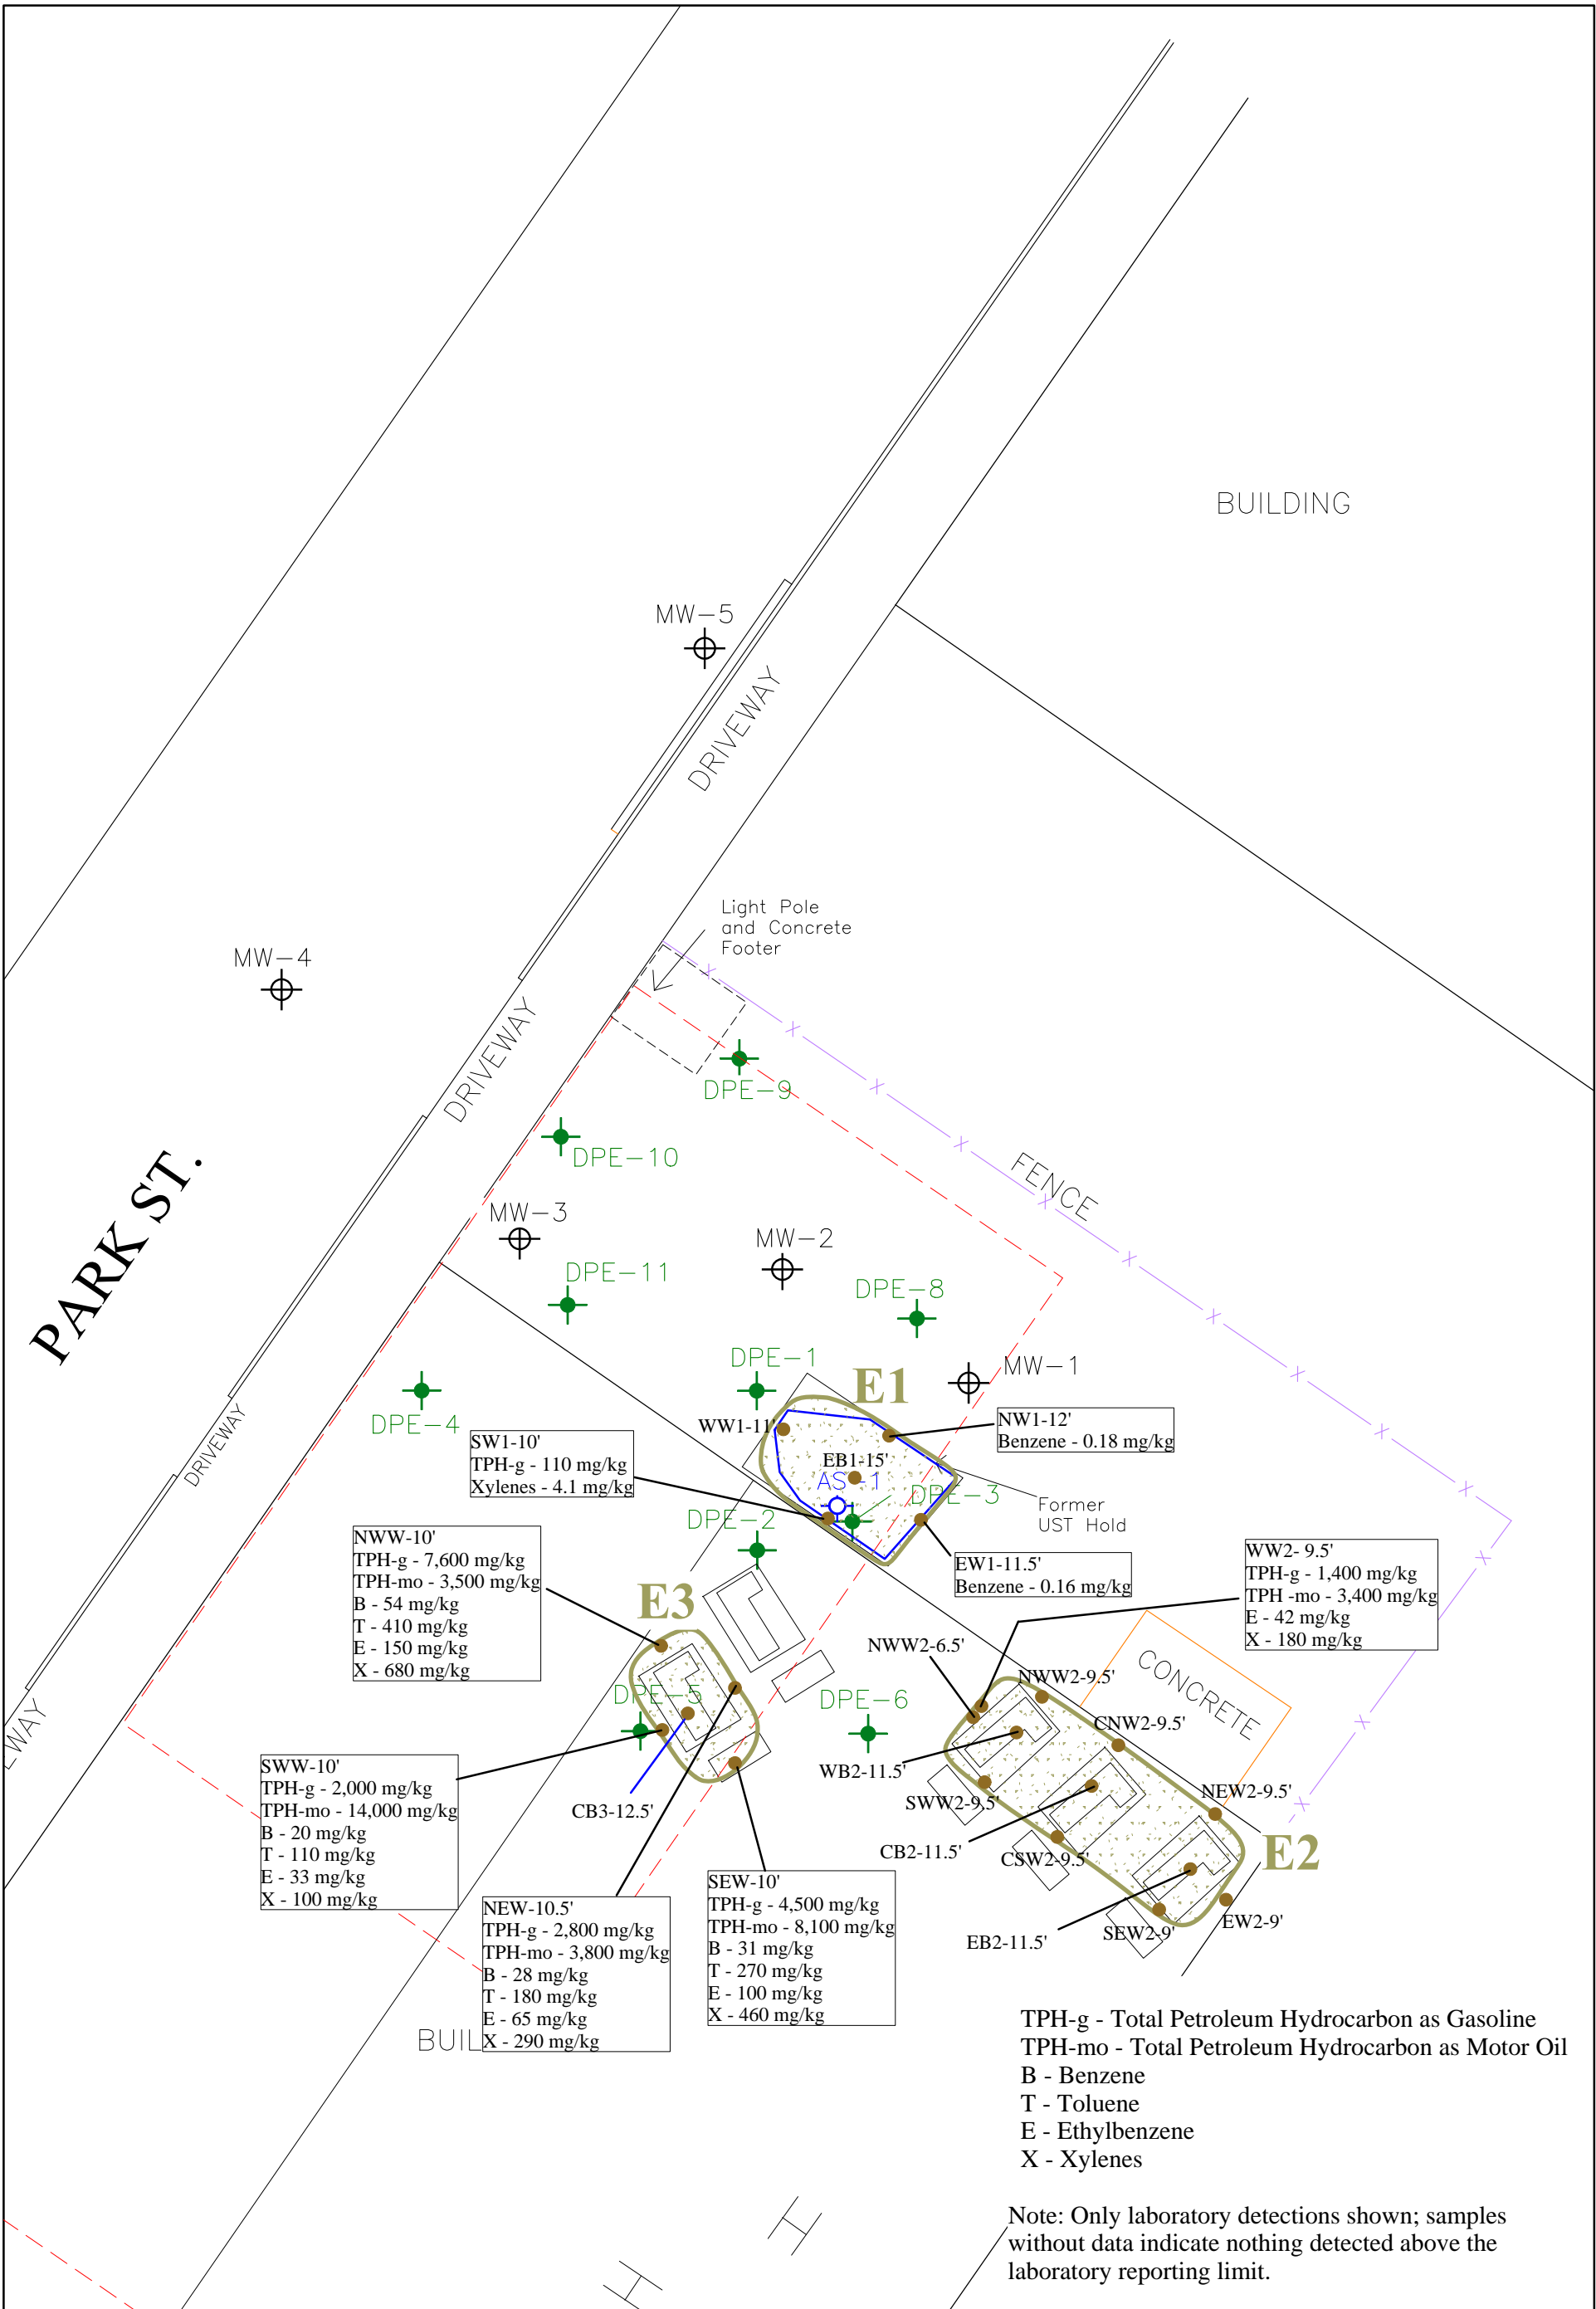 BUILDING
MW-5
DRIVEWAY
Light Pole
and Concrete
Footer
MW-4
DRIVEWAY
DPE-9
DPE-10
FENCE
PARK ST.
MW-3
MW-2
DPE-11
DPE-8
DPE-1
E1
MW-1
DPE-4
DRIVEWAY
WW1-11'
NW1-12'
Benzene - 0.18 mg/kg
SW1-10'
TPH-g - 110 mg/kg
Xylenes - 4.1 mg/kg
EB1-15'
AS-1
DPE-3
Former
UST Hold
DPE-2
EW1-11.5'
Benzene - 0.16 mg/kg
NWW-10'
TPH-g - 7,600 mg/kg
TPH-mo - 3,500 mg/kg
B - 54 mg/kg
T - 410 mg/kg
E - 150 mg/kg
X - 680 mg/kg
WW2- 9.5'
TPH-g - 1,400 mg/kg
TPH -mo - 3,400 mg/kg
E - 42 mg/kg
X - 180 mg/kg
E3
NWW2-6.5'
NWW2-9.5'
CONCRETE
DPE-5
DPE-6
CNW2-9.5'
WAY
WB2-11.5'
SWW2-9.5'
NEW2-9.5'
CB3-12.5'
SWW-10'
TPH-g - 2,000 mg/kg
TPH-mo - 14,000 mg/kg
B - 20 mg/kg
T - 110 mg/kg
E - 33 mg/kg
X - 100 mg/kg
CB2-11.5'
CSW2-9.5'
E2
NEW-10.5'
TPH-g - 2,800 mg/kg
TPH-mo - 3,800 mg/kg
B - 28 mg/kg
T - 180 mg/kg
E - 65 mg/kg
X - 290 mg/kg
SEW-10'
TPH-g - 4,500 mg/kg
TPH-mo - 8,100 mg/kg
B - 31 mg/kg
T - 270 mg/kg
E - 100 mg/kg
X - 460 mg/kg
EB2-11.5'
SEW2-9'
EW2-9'
BUIL
TPH-g - Total Petroleum Hydrocarbon as Gasoline
TPH-mo - Total Petroleum Hydrocarbon as Motor Oil
B - Benzene
T - Toluene
E - Ethylbenzene
X - Xylenes
Note: Only laboratory detections shown; samples
without data indicate nothing detected above the
laboratory reporting limit.